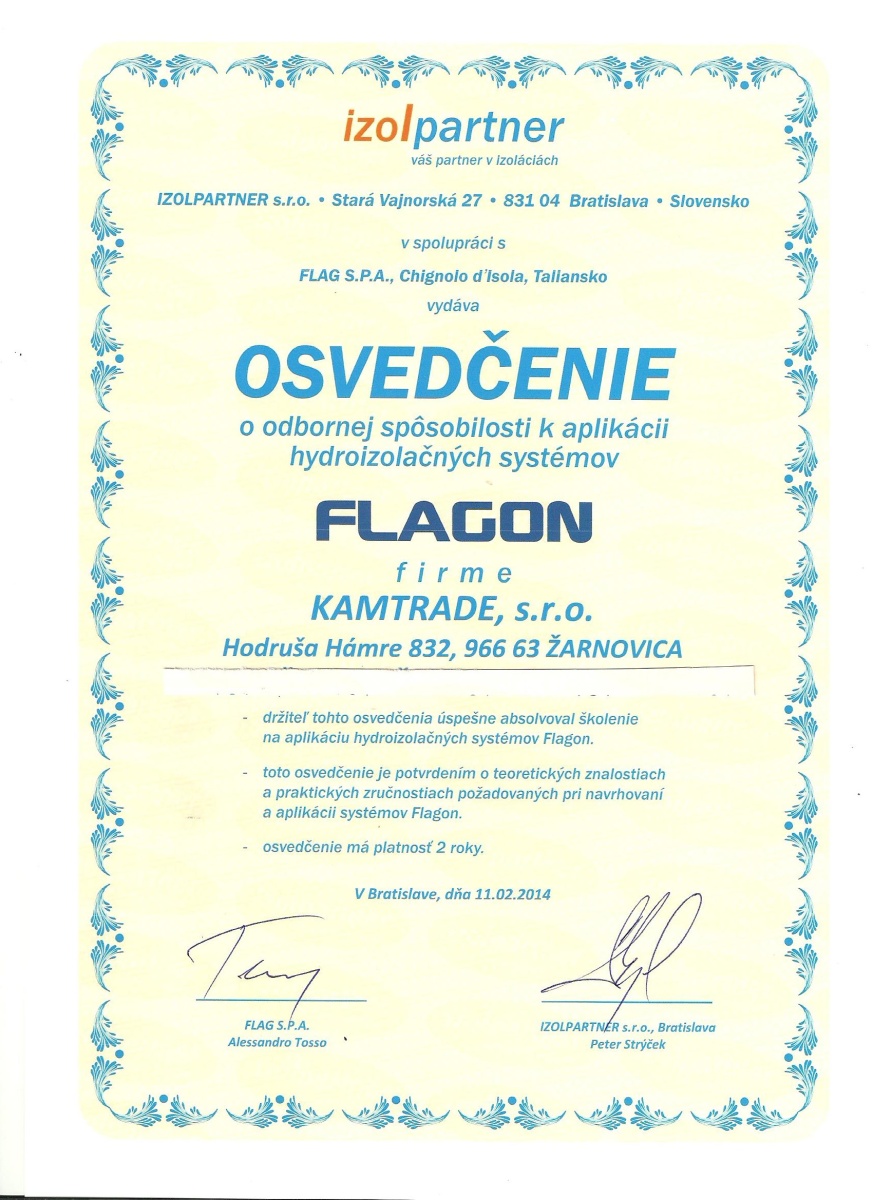 izolpartner
váš partner v izoláciách
IZOLPARTNER s.r.o. • Stará Vajnorská 27 • 831 04 Bratislava • Slovensko
v spolupráci s
FLAG S.P.A., Chignolo d'Isola, Taliansko
vydáva
OSVEDČENIE
o odbornej spôsobilosti k aplikácii
hydroizolačných systémov
FLAGON
firme
KAMTRADE, s.r.o.
Hodruša Hámre 832, 966 63 ŽARNOVICA
- držiteľ tohto osvedčenia úspešne absolvoval školenie
na aplikáciu hydroizolačných systémov Flagon.
- toto osvedčenie je potvrdením o teoretických znalostiach
a praktických zručnostiach požadovaných pri navrhovaní
a aplikácii systémov Flagon.
- osvedčenie má platnosť 2 roky.
V Bratislave, dňa 11.02.2014
FLAG S.P.A.
Alessandro Tosso
IZOLPARTNER s.r.o., Bratislava
Peter Strýček